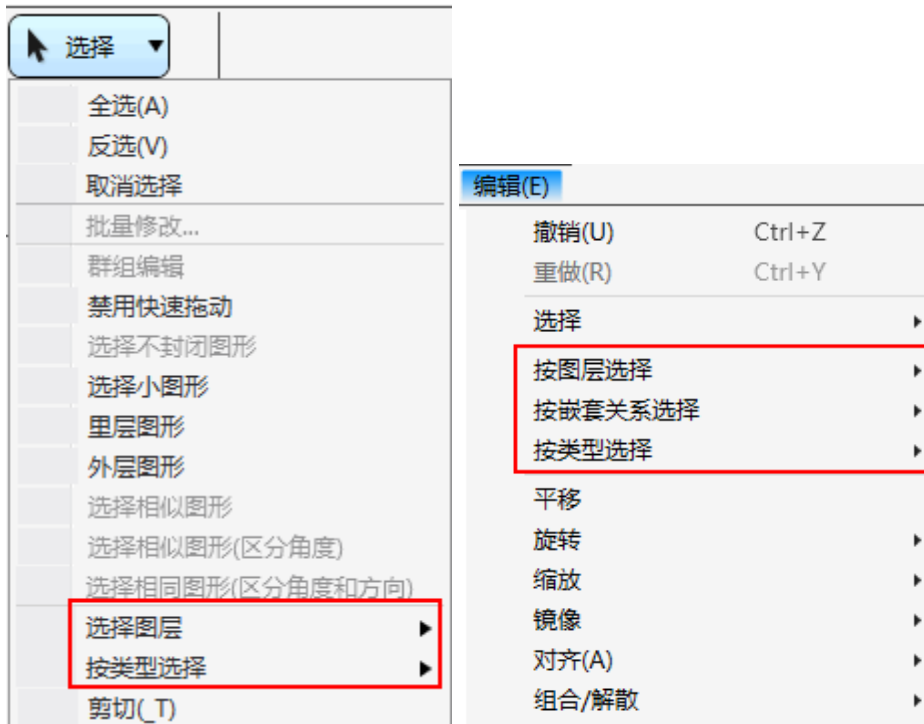 选择
全选(A)
反选(V)
取消选择
批量修改...
群组编辑
禁用快速拖动
选择不封闭图形
选择小图形
里层图形
外层图形
选择相似图形
选择相似图形(区分角度)
选择相同图形(区分角度和方向)
选择图层
按类型选择
剪切(_T)
编辑(E)
撤销(U) Ctrl+Z
重做(R) Ctrl+Y
选择
按图层选择
按嵌套关系选择
按类型选择
平移
旋转
缩放
镜像
对齐(A)
组合/解散